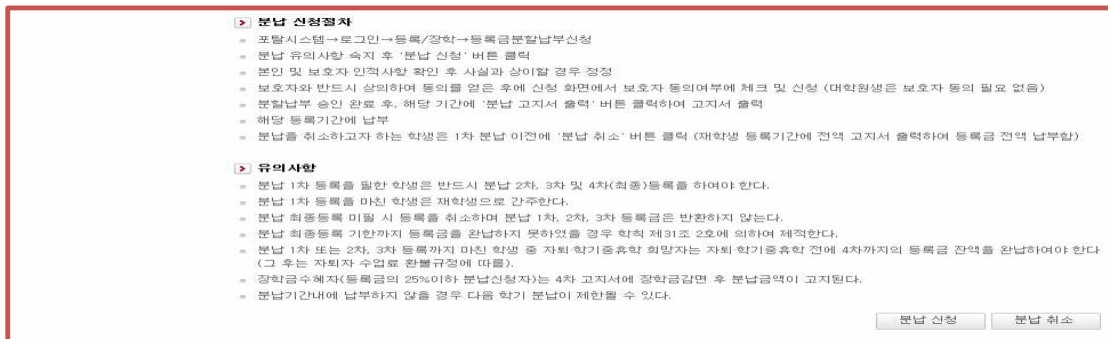 분납 신청절차
포탈시스템→로그인→등록/장학→등록금분할납부신청
분납 유의사항 숙지 후 '분납 신청' 버튼 클릭
본인 및 보호자 인적사항 확인 후 사실과 상이할 경우 정정
보호자와 반드시 상의하여 동의를 얻은 후에 신청 화면에서 보호자 동의여부에 체크 및 신청 (대학원생은 보호자 동의 필요 없음)
분할납부 승인 완료 후, 해당 기간에 '분납 고지서 출력' 버튼 클릭하여 고지서 출력
해당 등록기간에 납부
분납을 취소하고자 하는 학생은 1차 분납 이전에 '분납 취소' 버튼 클릭 (재학생 등록기간에 전액 고지서 출력하여 등록금 전액 납부함)
유의사항
분납 1차 등록을 필한 학생은 반드시 분납 2차, 3차 및 4차(최종)등록을 하여야 한다.
분납 1차 등록을 마친 학생은 재학생으로 간주한다.
분납 최종등록 미필 시 등록을 취소하며 분납 1차, 2차, 3차 등록금은 반환하지 않는다.
분납 최종등록 기한까지 등록금을 완납하지 못하였을 경우 학칙 제31조 2호에 의하여 제적한다.
분납 1차 또는 2차, 3차 등록까지 마친 학생 중 자퇴·학기중휴학 희망자는 자퇴·학기중휴학 전에 4차까지의 등록금 잔액을 완납하여야 한다
(그 후는 자퇴자 수업료 환불규정에 따름).
장학금수혜자(등록금의 25%이하 분납신청자)는 4차 고지서에 장학금감면 후 분납금액이 고지된다.
분납기간내에 납부하지 않을 경우 다음 학기 분납이 제한될 수 있다.
분납 신청 분납 취소